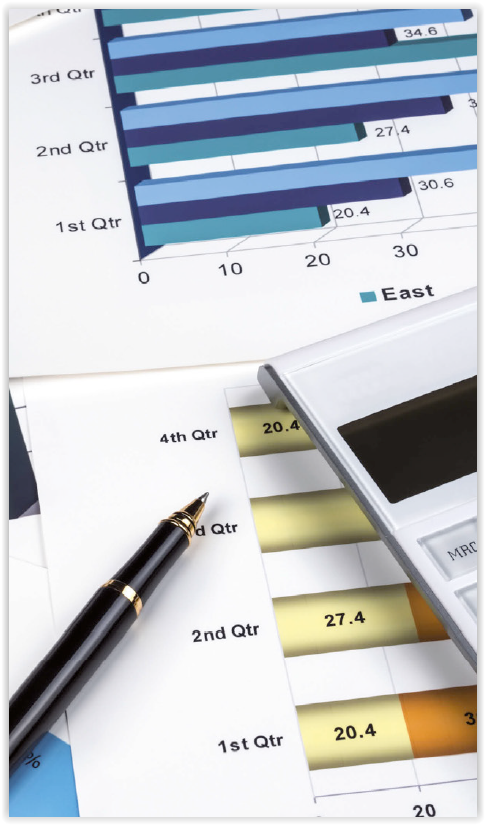 34.6
3rd Qtr
27.4
2nd Qtr
30.6
20.4
1st Qtr
0 10 20 30
East
4th Qtr 20.4
Qtr
2nd Qtr 27.4
1st Qtr 20.4
20
%